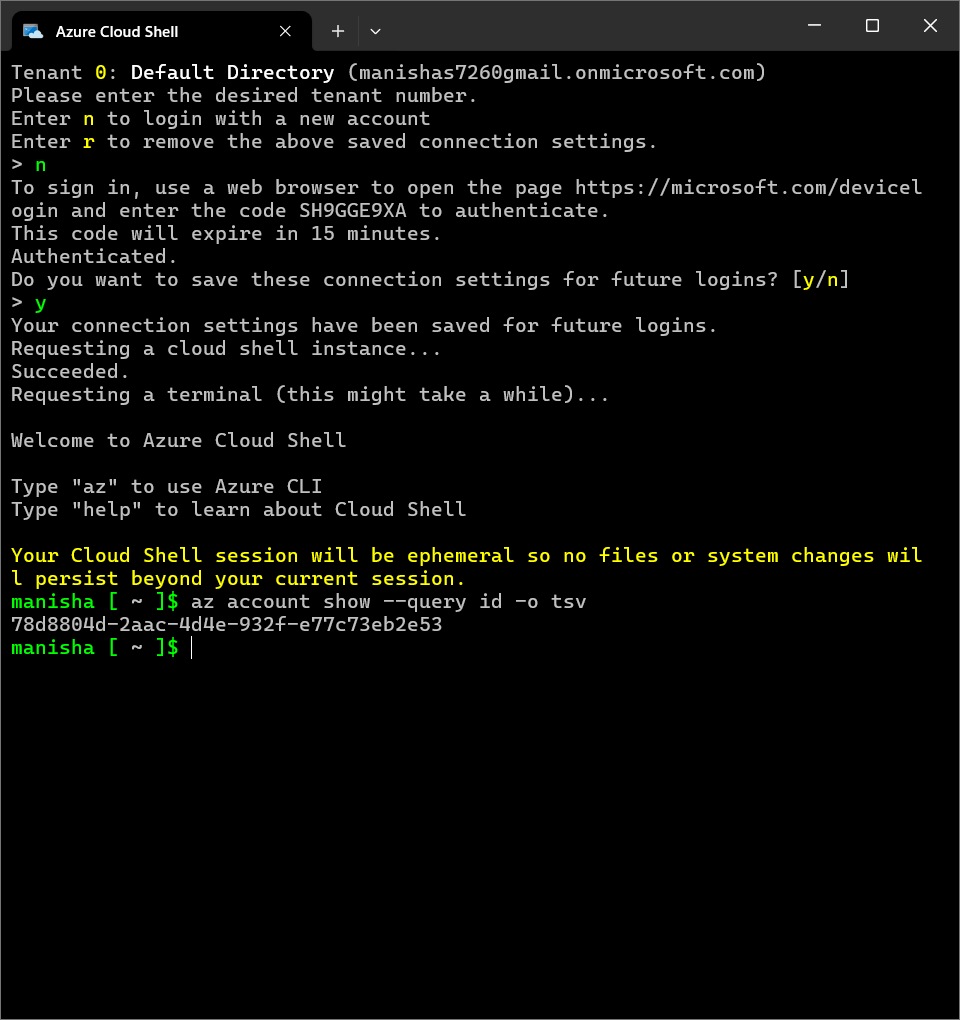 Azure Cloud Shell
Tenant 0: Default Directory (manishas7260gmail.onmicrosoft.com)
Please enter the desired tenant number.
Enter n to login with a new account
Enter r to remove the above saved connection settings.
> n
To sign in, use a web browser to open the page https://microsoft.com/devicel
ogin and enter the code SH9GGE9XA to authenticate.
This code will expire in 15 minutes.
Authenticated.
Do you want to save these connection settings for future logins? [y/n]
> y
Your connection settings have been saved for future logins.
Requesting a cloud shell instance...
Succeeded.
Requesting a terminal (this might take a while)...
Welcome to Azure Cloud Shell
Type "az" to use Azure CLI
Type "help" to learn about Cloud Shell
Your Cloud Shell session will be ephemeral so no files or system changes wil
l persist beyond your current session.
manisha [ ~ ]$ az account show --query id -o tsv
78d8804d-2aac-4d4e-932f-e77c73eb2e53
manisha [ ~ ]$